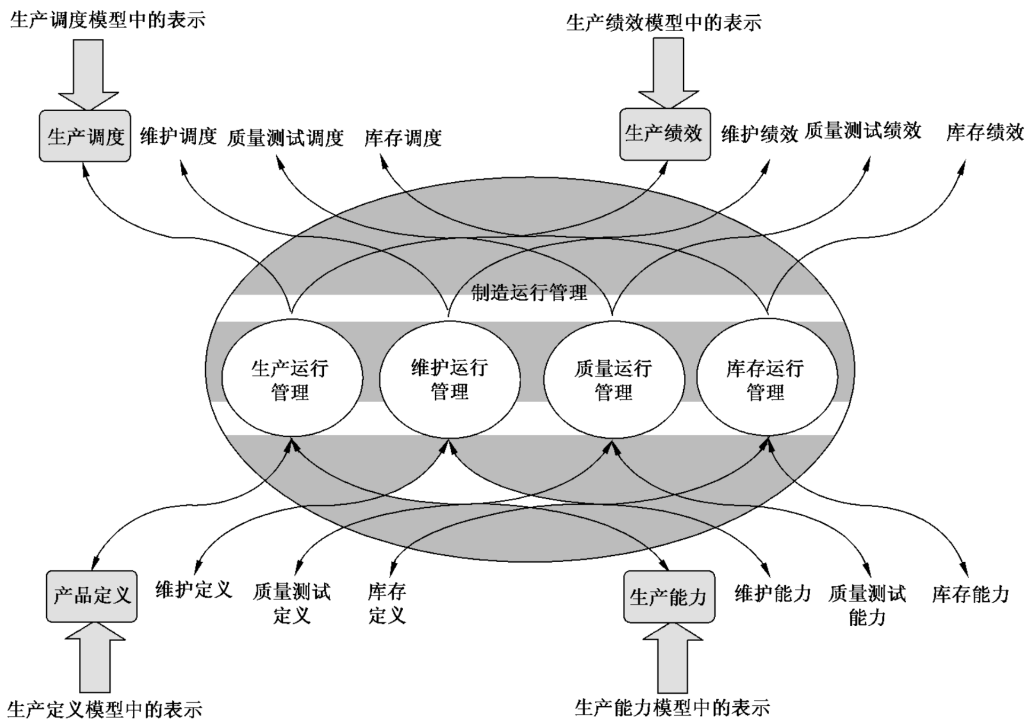 生产调度模型中的表示
生产绩效模型中的表示
生产调度
维护调度
质量测试调度
库存调度
生产绩效
维护绩效
质量测试绩效
库存绩效
制造运行管理
生产运行
管理
维护运行
管理
质量运行
管理
库存运行
管理
产品定义
维护定义
质量测试
定义
库存
定义
生产能力
维护能力
质量测试
能力
库存能力
生产定义模型中的表示
生产能力模型中的表示